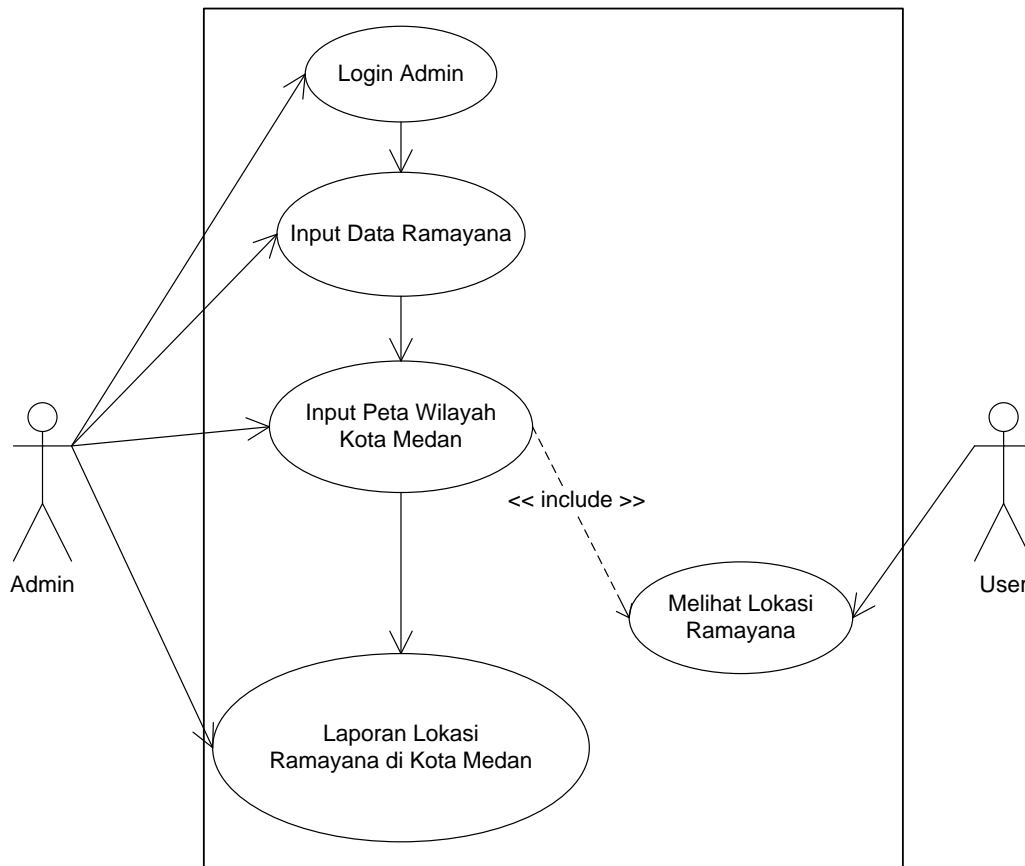 Login Admin
Input Data Ramayana
Input Peta Wilayah
Kota Medan
<< include >>
Admin
User
Melihat Lokasi
Ramayana
Laporan Lokasi
Ramayana di Kota Medan